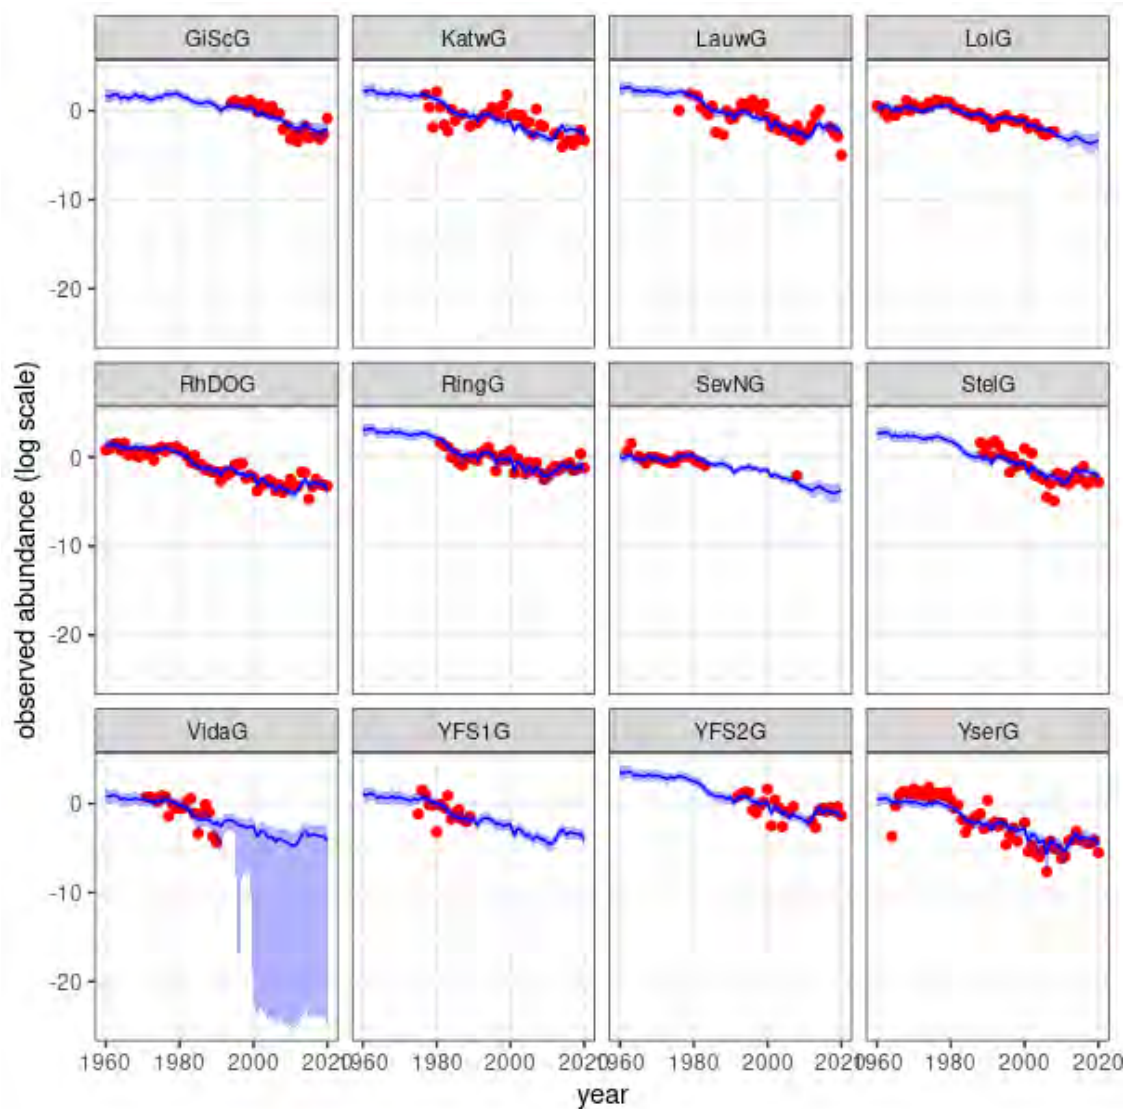 GiScG KatwG LauwG LoiG
0
-10
-20
RhDOG RingG SevNG StelG
0
-10
-20
VidaG YFS1G YFS2G YserG
0
-10
-20
1960 1980 2000 2020 1960 1980 2000 2020 1960 1980 2000 2020 1960 1980 2000 2020
year
observed abundance (log scale)